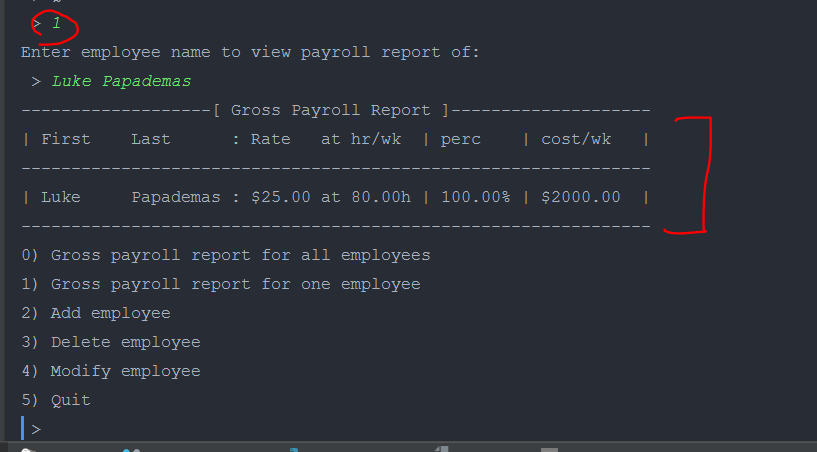 > 1
Enter employee name to view payroll report of:
> Luke Papademas
-------------------[ Gross Payroll Report ]--------------------
| First    Last      : Rate   at hr/wk  | perc    | cost/wk   |
---------------------------------------------------------------
| Luke     Papademas : $25.00 at 80.00h | 100.00% | $2000.00  |
---------------------------------------------------------------
0) Gross payroll report for all employees
1) Gross payroll report for one employee
2) Add employee
3) Delete employee
4) Modify employee
5) Quit
>